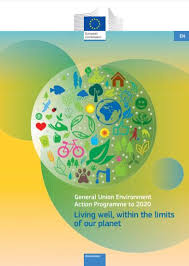 European
Commission
EN
General Union Environment
Action Programme to 2020
Living well, within the limits
of our planet